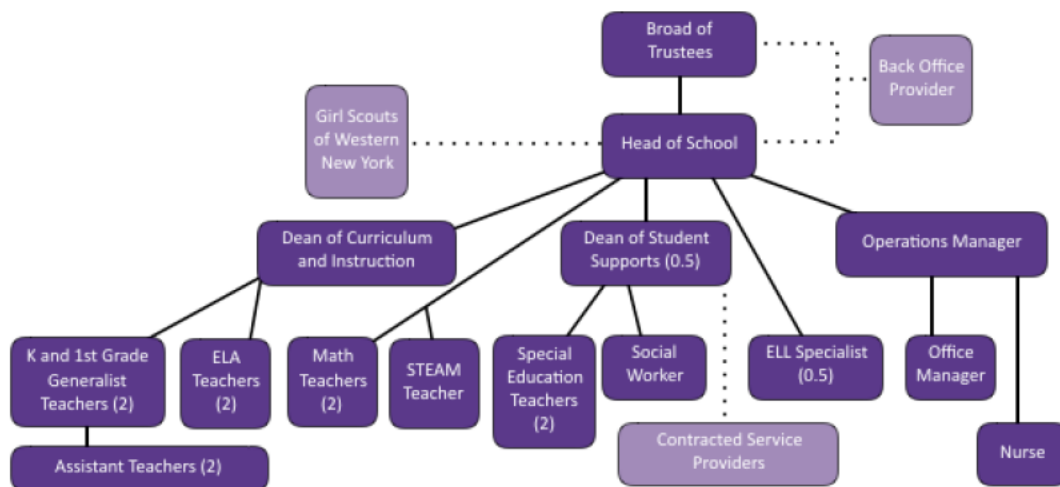 Broad of
Trustees
Back Office
Provider
Girl Scouts
of Western
New York
Head of School
Dean of Curriculum
and Instruction
Dean of Student
Supports (0.5)
Operations Manager
K and 1st Grade
Generalist
Teachers (2)
ELA
Teachers
(2)
Math
Teachers
(2)
STEAM
Teacher
Special
Education
Teachers
(2)
Social
Worker
ELL Specialist
(0.5)
Office
Manager
Assistant Teachers (2)
Contracted Service
Providers
Nurse